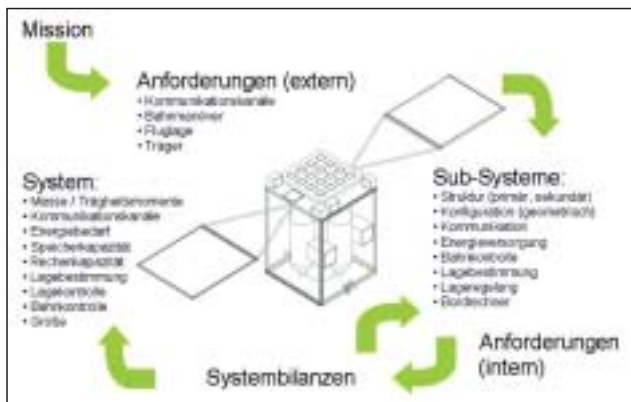 Mission
Anforderungen (extern)
• Kommunikationskanäle
• Bahnmanöver
• Fluglage
• Träger
System:
• Masse / Trägheitsmomente
• Kommunikationskanäle
• Energiebedarf
• Speicherkapazität
• Rechenkapazität
• Lagebestimmung
• Lagekontrolle
• Bahnkontrolle
• Größe
Sub-Systeme:
• Struktur (primär, sekundär)
• Konfiguration (geometrisch)
• Kommunikation
• Energieversorgung
• Bahnkontrolle
• Lagebestimmung
• Lageregelung
• Bordrechner
Anforderungen
(intern)
Systembilanzen